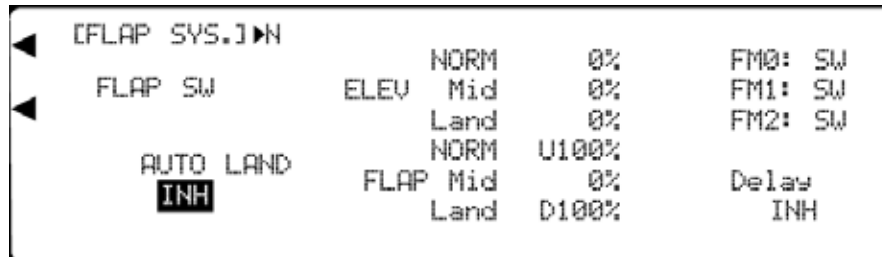 [FLAP SYS.]▶N
NORM 0% FM0: SW
FLAP SW ELEV Mid 0% FM1: SW
Land 0% FM2: SW
NORM U100%
AUTO LAND
FLAP Mid 0% Delay
INH
Land D100% INH